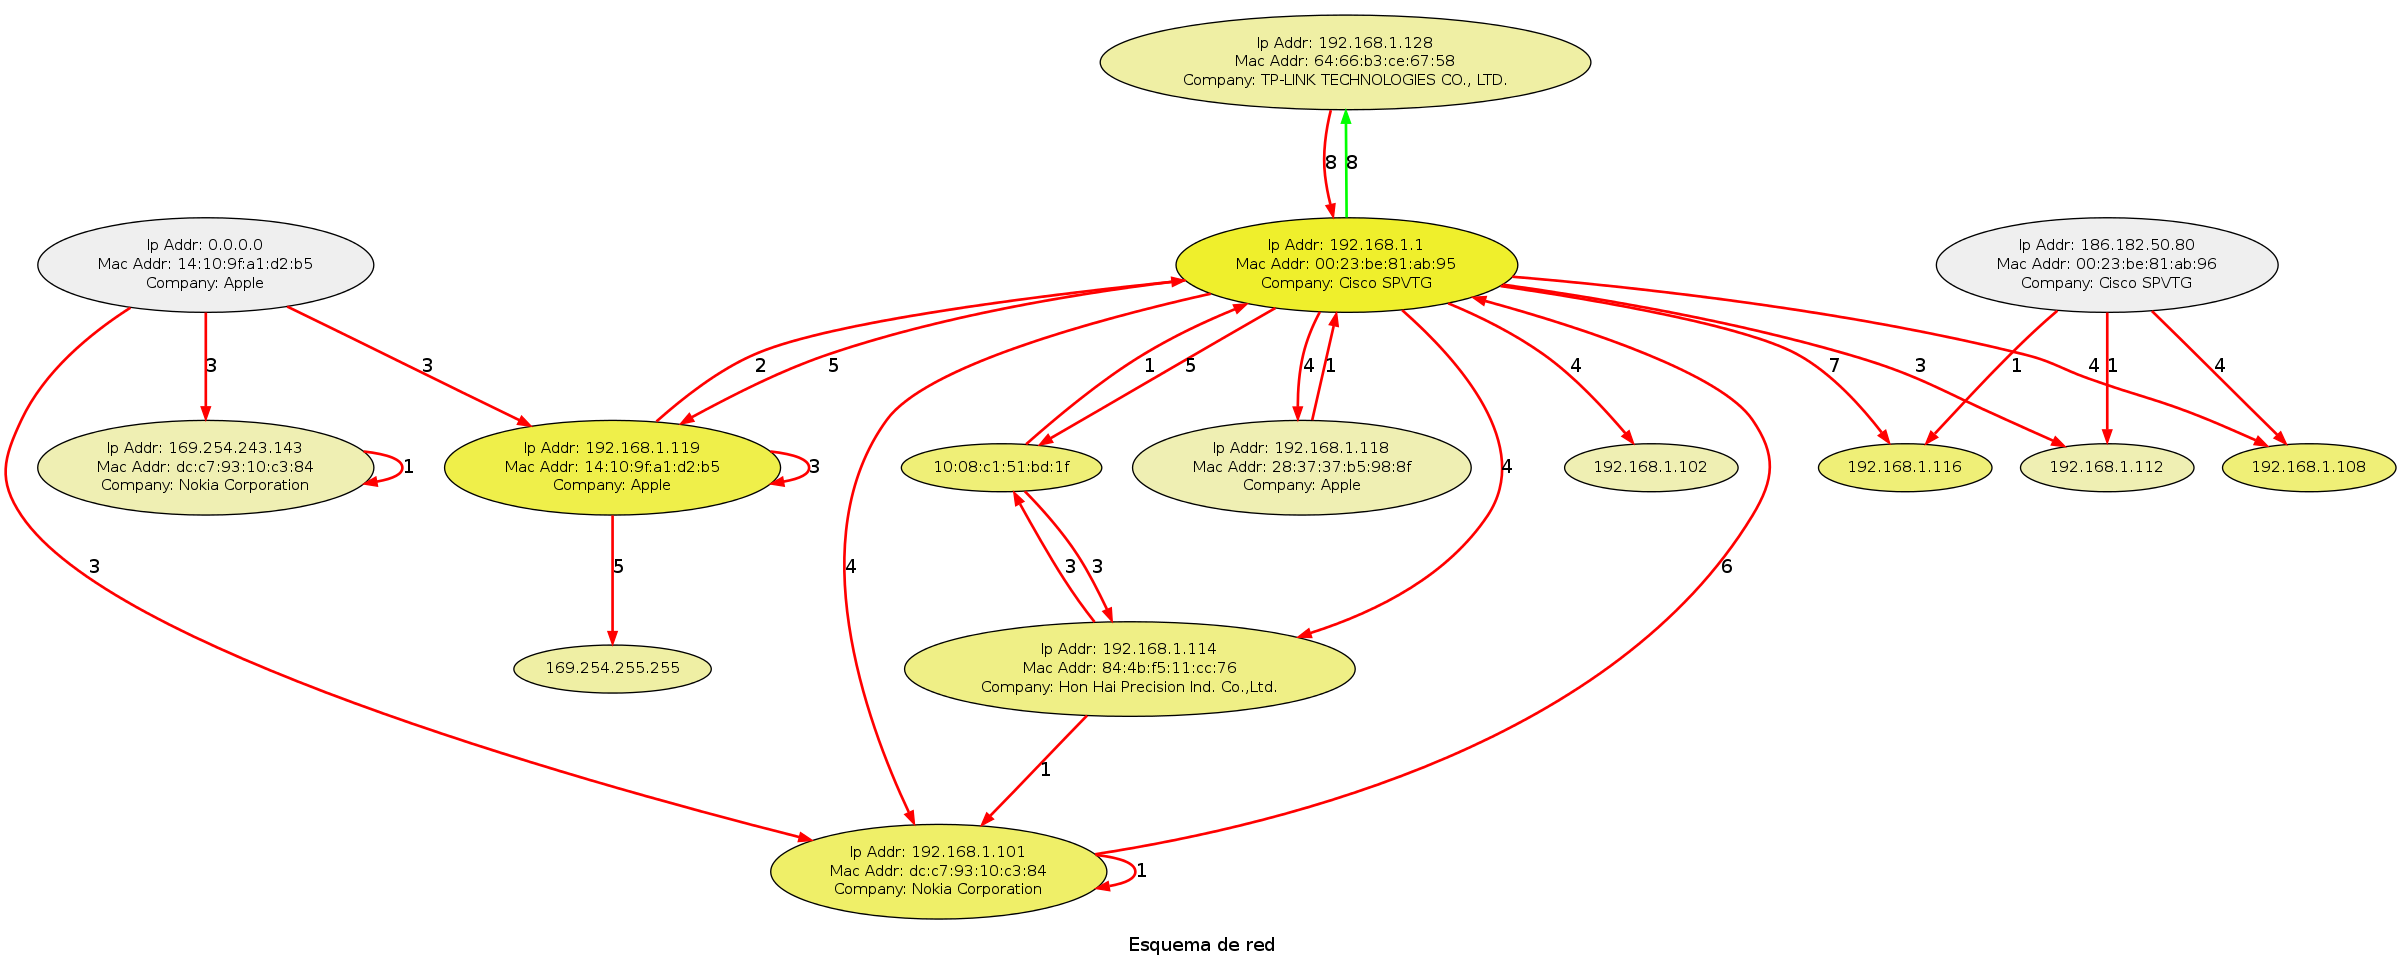 Ip Addr: 192.168.1.128
Mac Addr: 64:66:b3:ce:67:58
Company: TP-LINK TECHNOLOGIES CO., LTD.
8
8
Ip Addr: 0.0.0.0
Mac Addr: 14:10:9f:a1:d2:b5
Company: Apple
Ip Addr: 192.168.1.1
Mac Addr: 00:23:be:81:ab:95
Company: Cisco SPVTG
Ip Addr: 186.182.50.80
Mac Addr: 00:23:be:81:ab:96
Company: Cisco SPVTG
3
3
2
5
1
5
4
1
4
7
3
1
4
1
4
Ip Addr: 169.254.243.143
Mac Addr: dc:c7:93:10:c3:84
Company: Nokia Corporation
1
Ip Addr: 192.168.1.119
Mac Addr: 14:10:9f:a1:d2:b5
Company: Apple
3
10:08:c1:51:bd:1f
Ip Addr: 192.168.1.118
Mac Addr: 28:37:37:b5:98:8f
Company: Apple
4
192.168.1.102
192.168.1.116
192.168.1.112
192.168.1.108
3
5
4
3
3
6
169.254.255.255
Ip Addr: 192.168.1.114
Mac Addr: 84:4b:f5:11:cc:76
Company: Hon Hai Precision Ind. Co.,Ltd.
1
Ip Addr: 192.168.1.101
Mac Addr: dc:c7:93:10:c3:84
Company: Nokia Corporation
1
Esquema de red